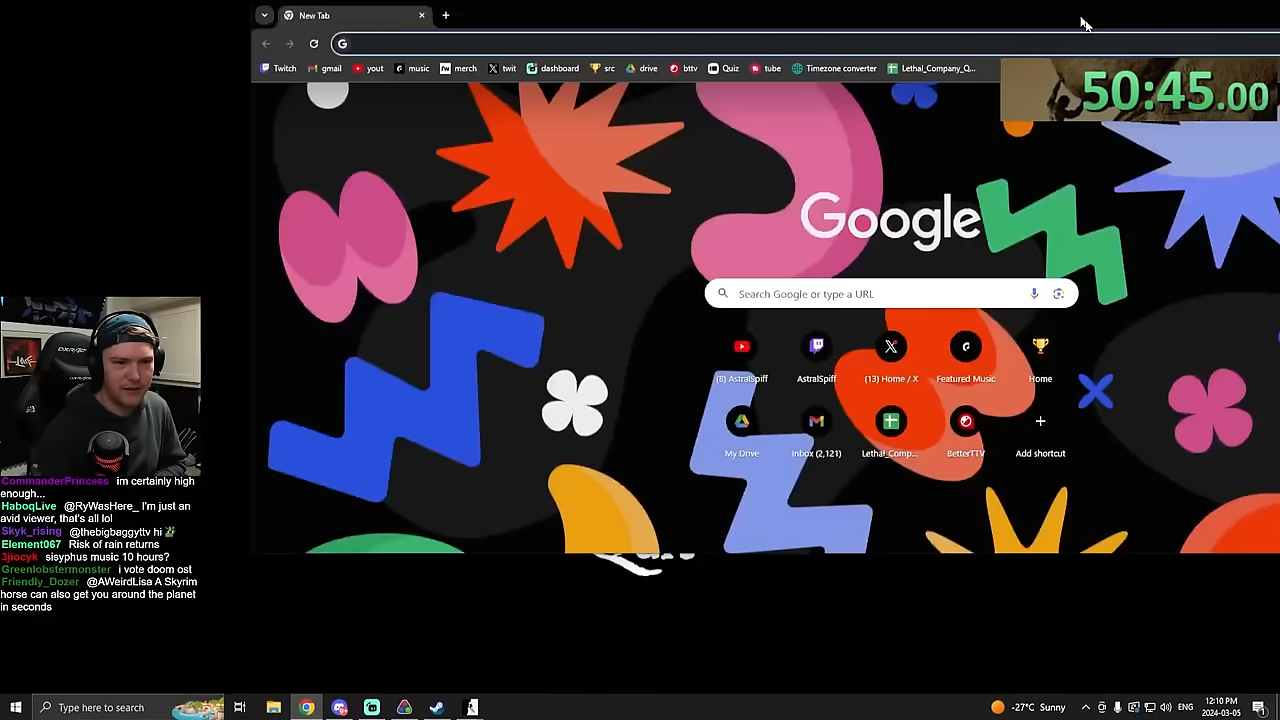 New Tab
Twitch
gmail
yout
music
merch
twit
dashboard
src
drive
bttv
Quiz
tube
Timezone converter
Lethal_Company_Q...
50:45.00
Google
Search Google or type a URL
(8) AstralSpiff
AstralSpiff
(13) Home / X
Featured Music
Home
My Drive
Inbox (2,121)
Lethal_Comp...
BetterTTV
Add shortcut
CommanderPrincess im certainly high
enough...
HaboqLive @RyWasHere_ I'm just an
avid viewer, that's all lol
Skyk_rising @thebigbaggyttv hi
Element067 Risk of rain returns
3jiocyk sisyphus music 10 hours?
Greenlobstermonster i vote doom ost
Friendly_Dozer @AWeirdLisa A Skyrim
horse can also get you around the planet
in seconds
Type here to search
-27°C Sunny
ENG
12:10 PM
2024-03-05